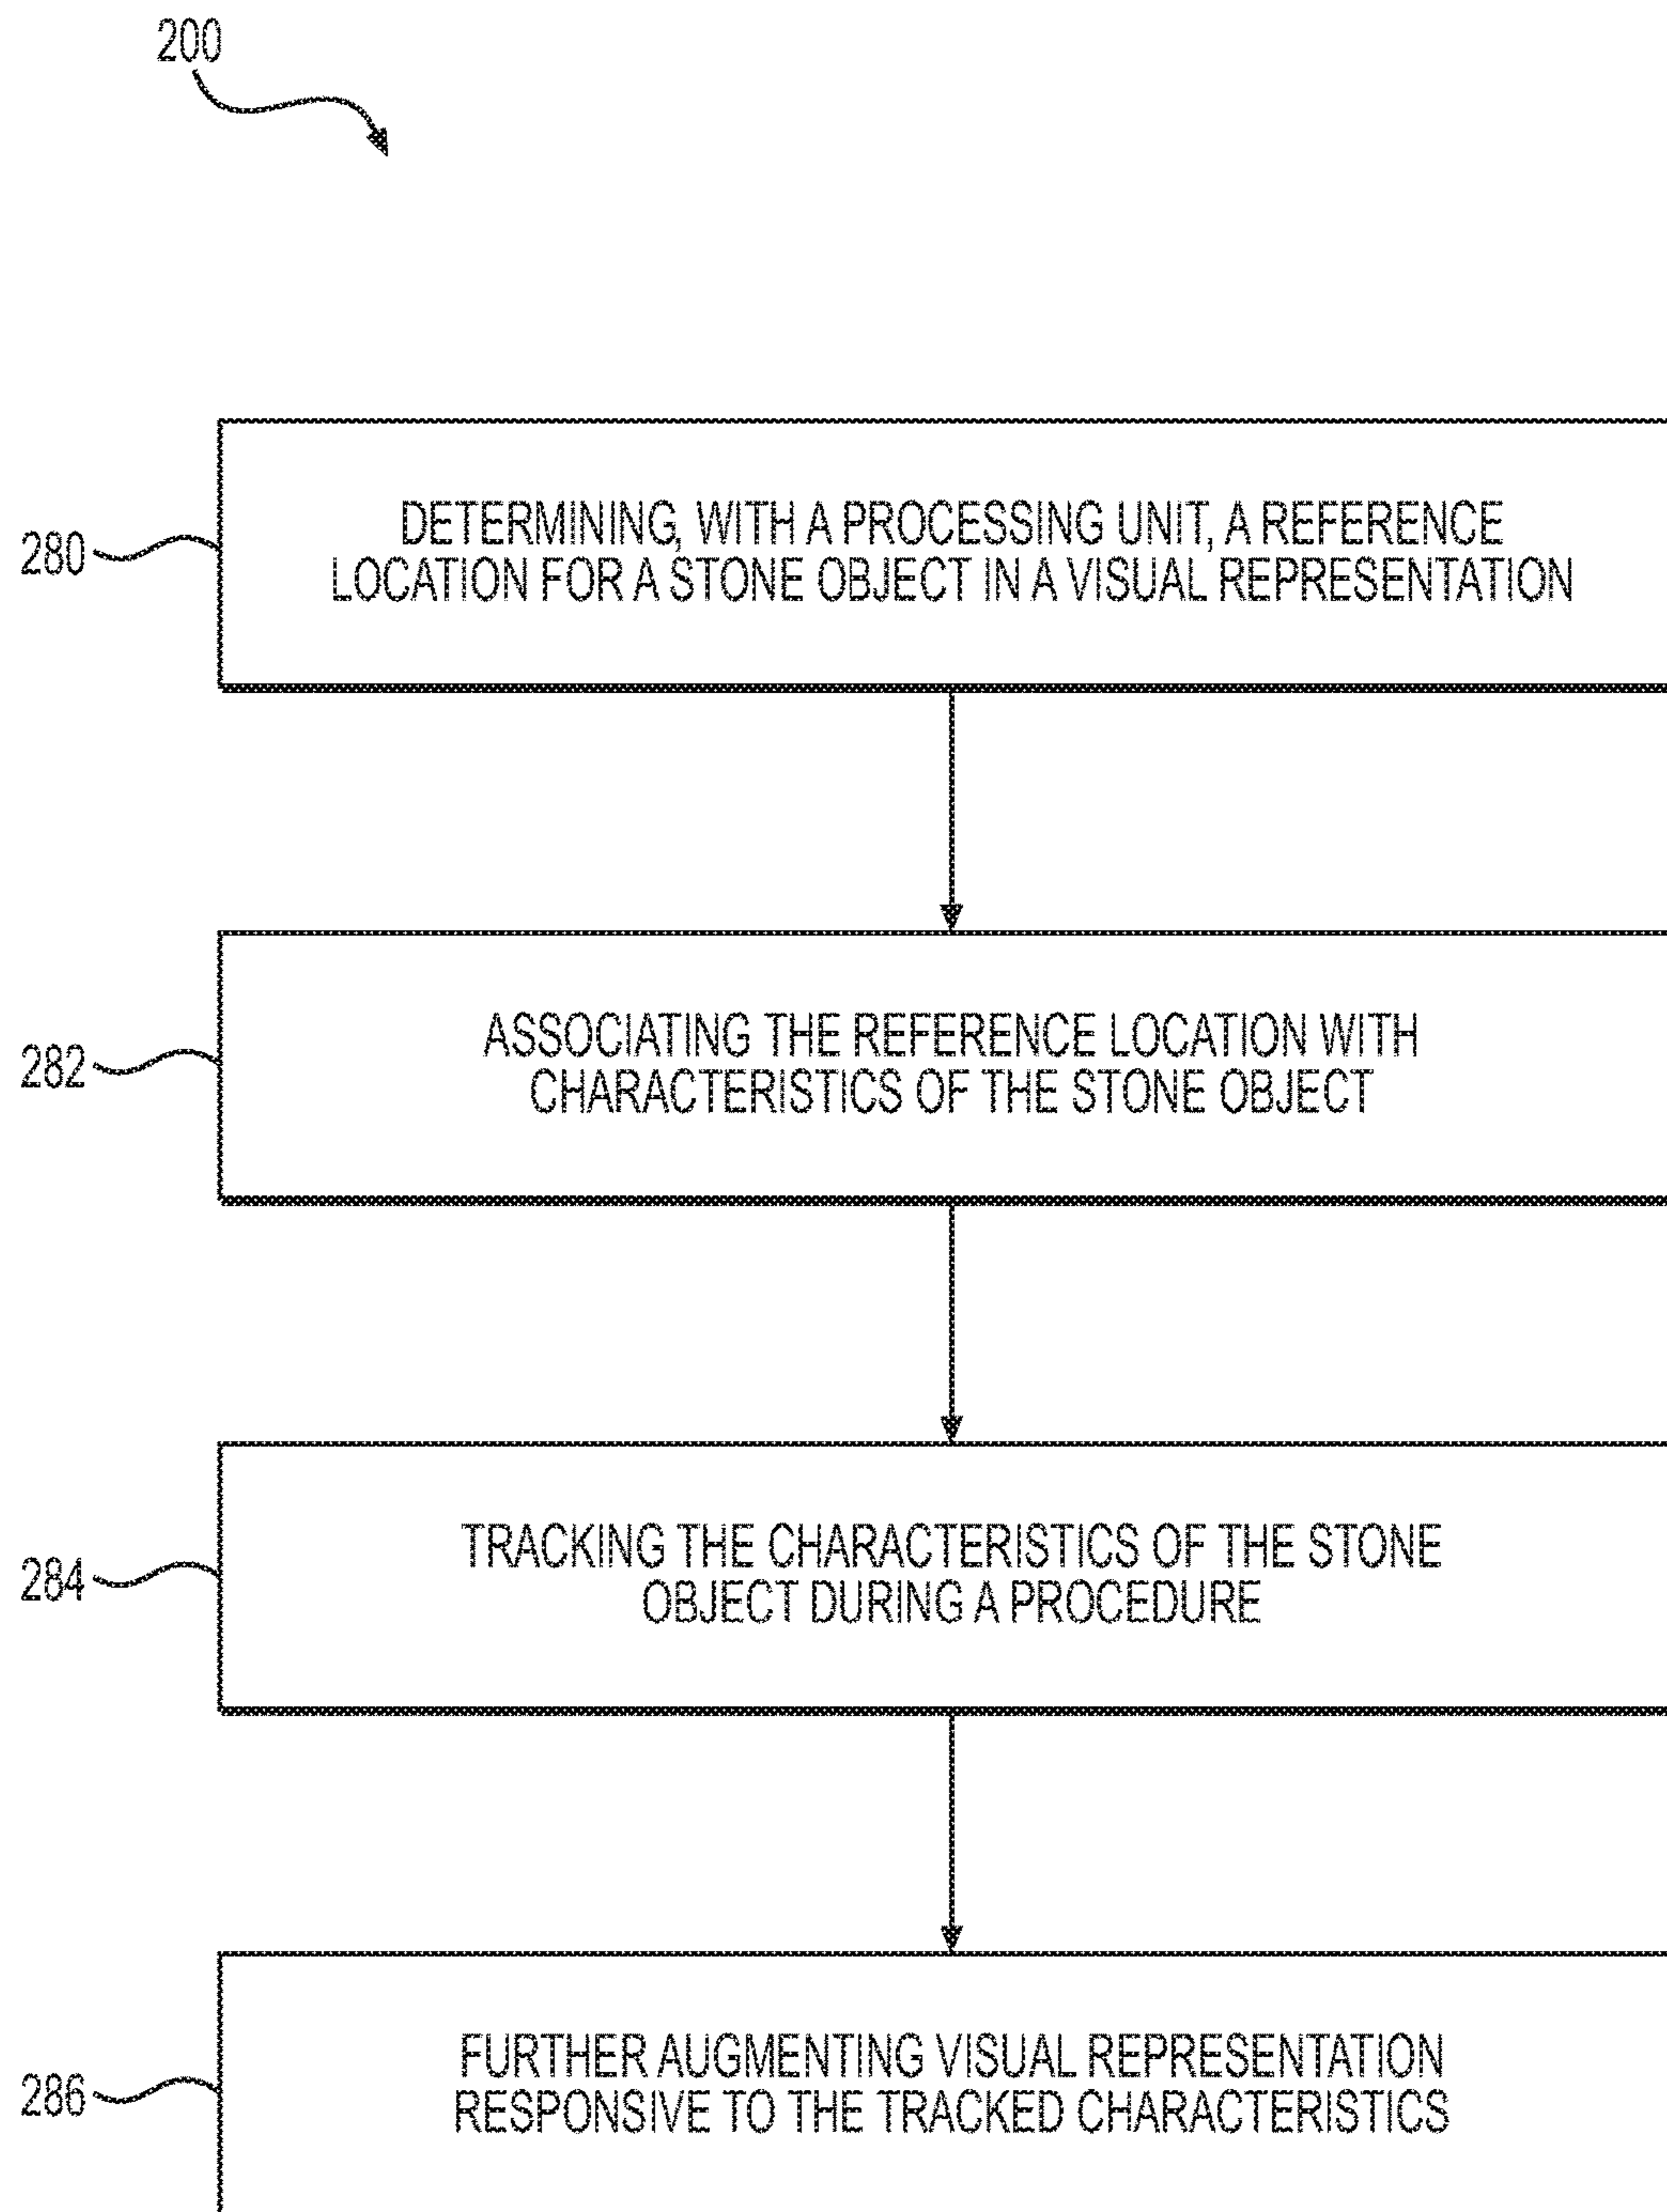 200
280
DETERMINING, WITH A PROCESSING UNIT, A REFERENCE
LOCATION FOR A STONE OBJECT IN A VISUAL REPRESENTATION
282
ASSOCIATING THE REFERENCE LOCATION WITH
CHARACTERISTICS OF THE STONE OBJECT
284
TRACKING THE CHARACTERISTICS OF THE STONE
OBJECT DURING A PROCEDURE
286
FURTHER AUGMENTING VISUAL REPRESENTATION
RESPONSIVE TO THE TRACKED CHARACTERISTICS